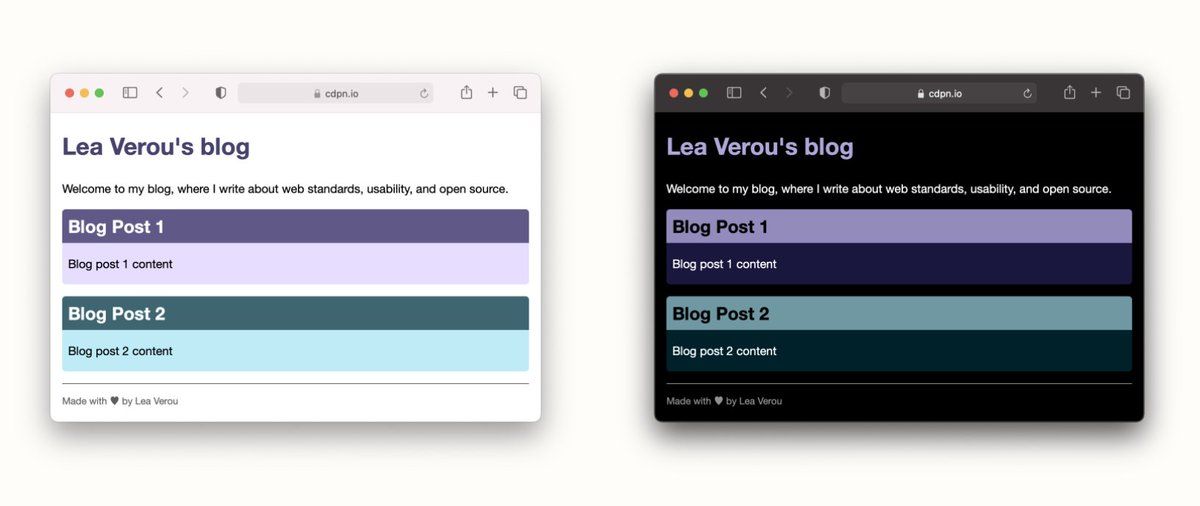 cdpn.io
Lea Verou's blog
Welcome to my blog, where I write about web standards, usability, and open source.
Blog Post 1
Blog post 1 content
Blog Post 2
Blog post 2 content
Made with ♥ by Lea Verou
cdpn.io
Lea Verou's blog
Welcome to my blog, where I write about web standards, usability, and open source.
Blog Post 1
Blog post 1 content
Blog Post 2
Blog post 2 content
Made with ♥ by Lea Verou